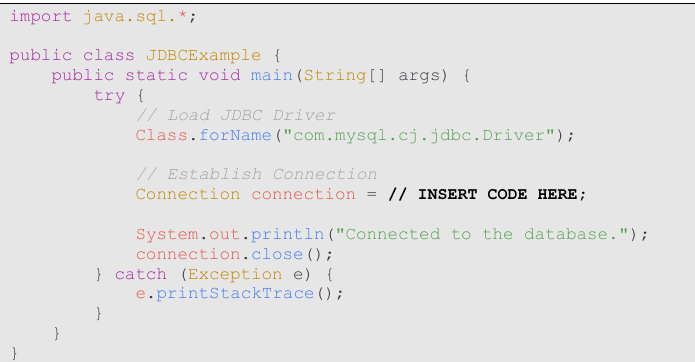 import java.sql.*;
public class JDBCExample {
    public static void main(String[] args) {
        try {
            // Load JDBC Driver
            Class.forName("com.mysql.cj.jdbc.Driver");
            // Establish Connection
            Connection connection = // INSERT CODE HERE;
            System.out.println("Connected to the database.");
            connection.close();
        } catch (Exception e) {
            e.printStackTrace();
        }
    }
}